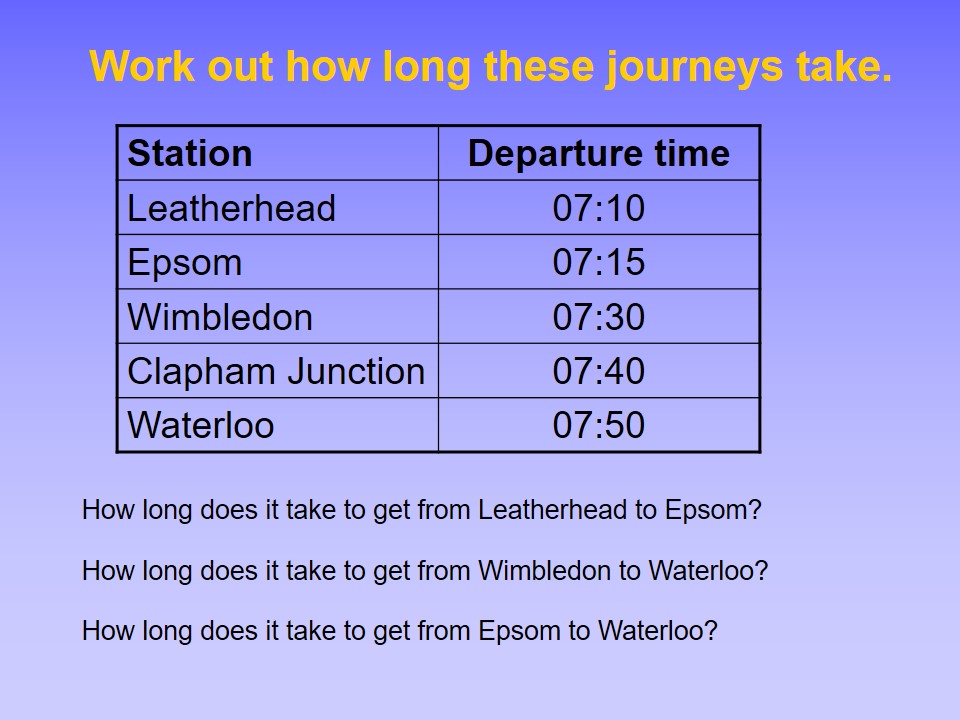 Work out how long these journeys take.
Station Departure time
Leatherhead 07:10
Epsom 07:15
Wimbledon 07:30
Clapham Junction 07:40
Waterloo 07:50
How long does it take to get from Leatherhead to Epsom?
How long does it take to get from Wimbledon to Waterloo?
How long does it take to get from Epsom to Waterloo?